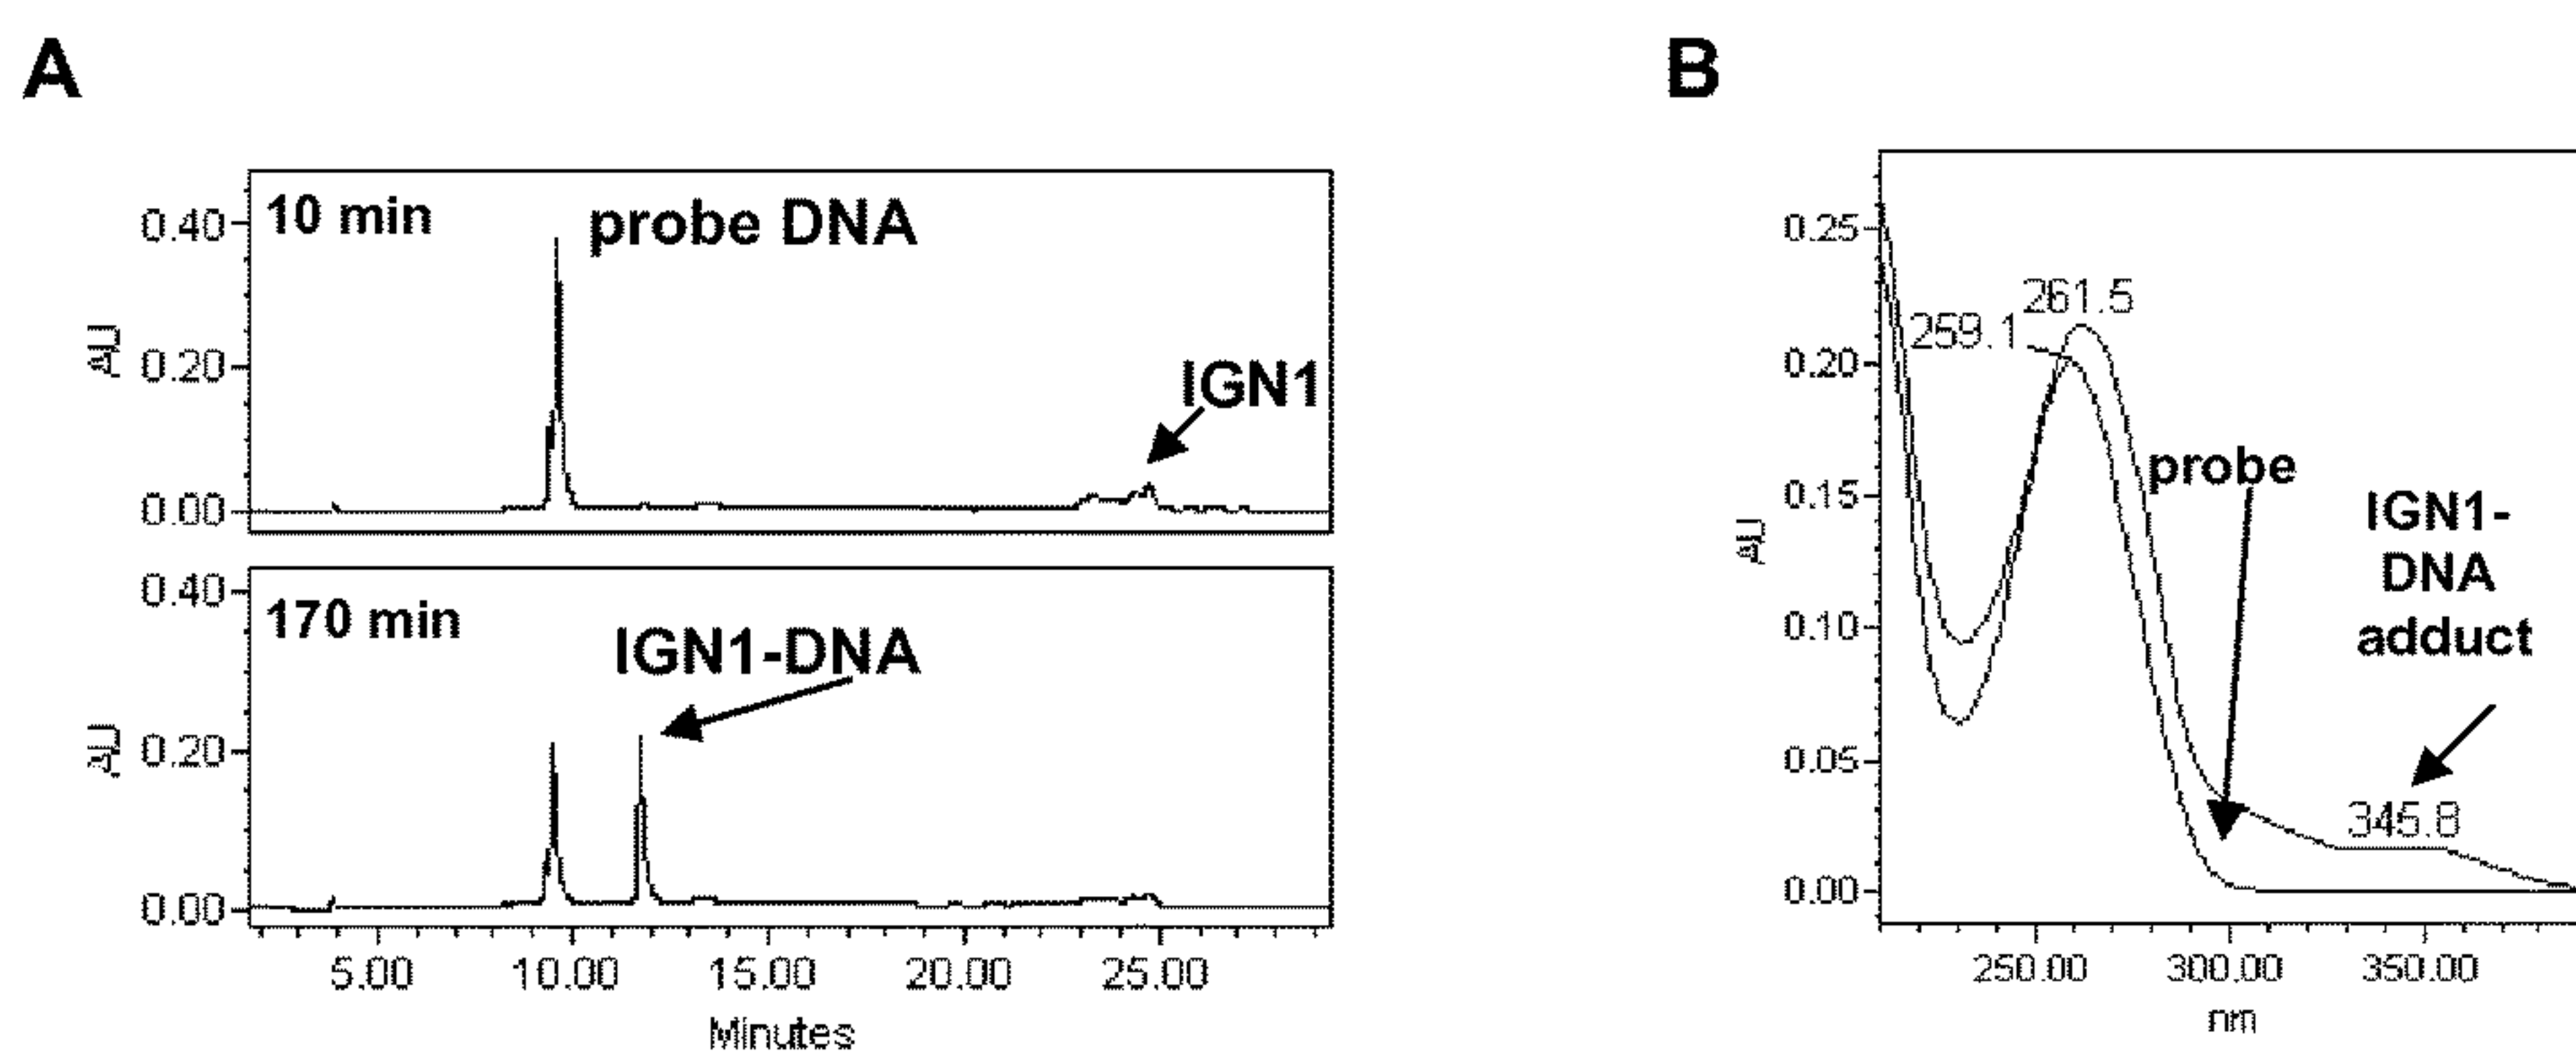 A
10 min
probe DNA
IGN1
AU
0.40
0.20
0.00
170 min
IGN1-DNA
AU
0.40
0.20
0.00
5.00 10.00 15.00 20.00 25.00
Minutes
B
AU
0.25
0.20
0.15
0.10
0.05
0.00
261.5
259.1
probe
IGN1-
DNA
adduct
345.8
250.00 300.00 350.00
nm